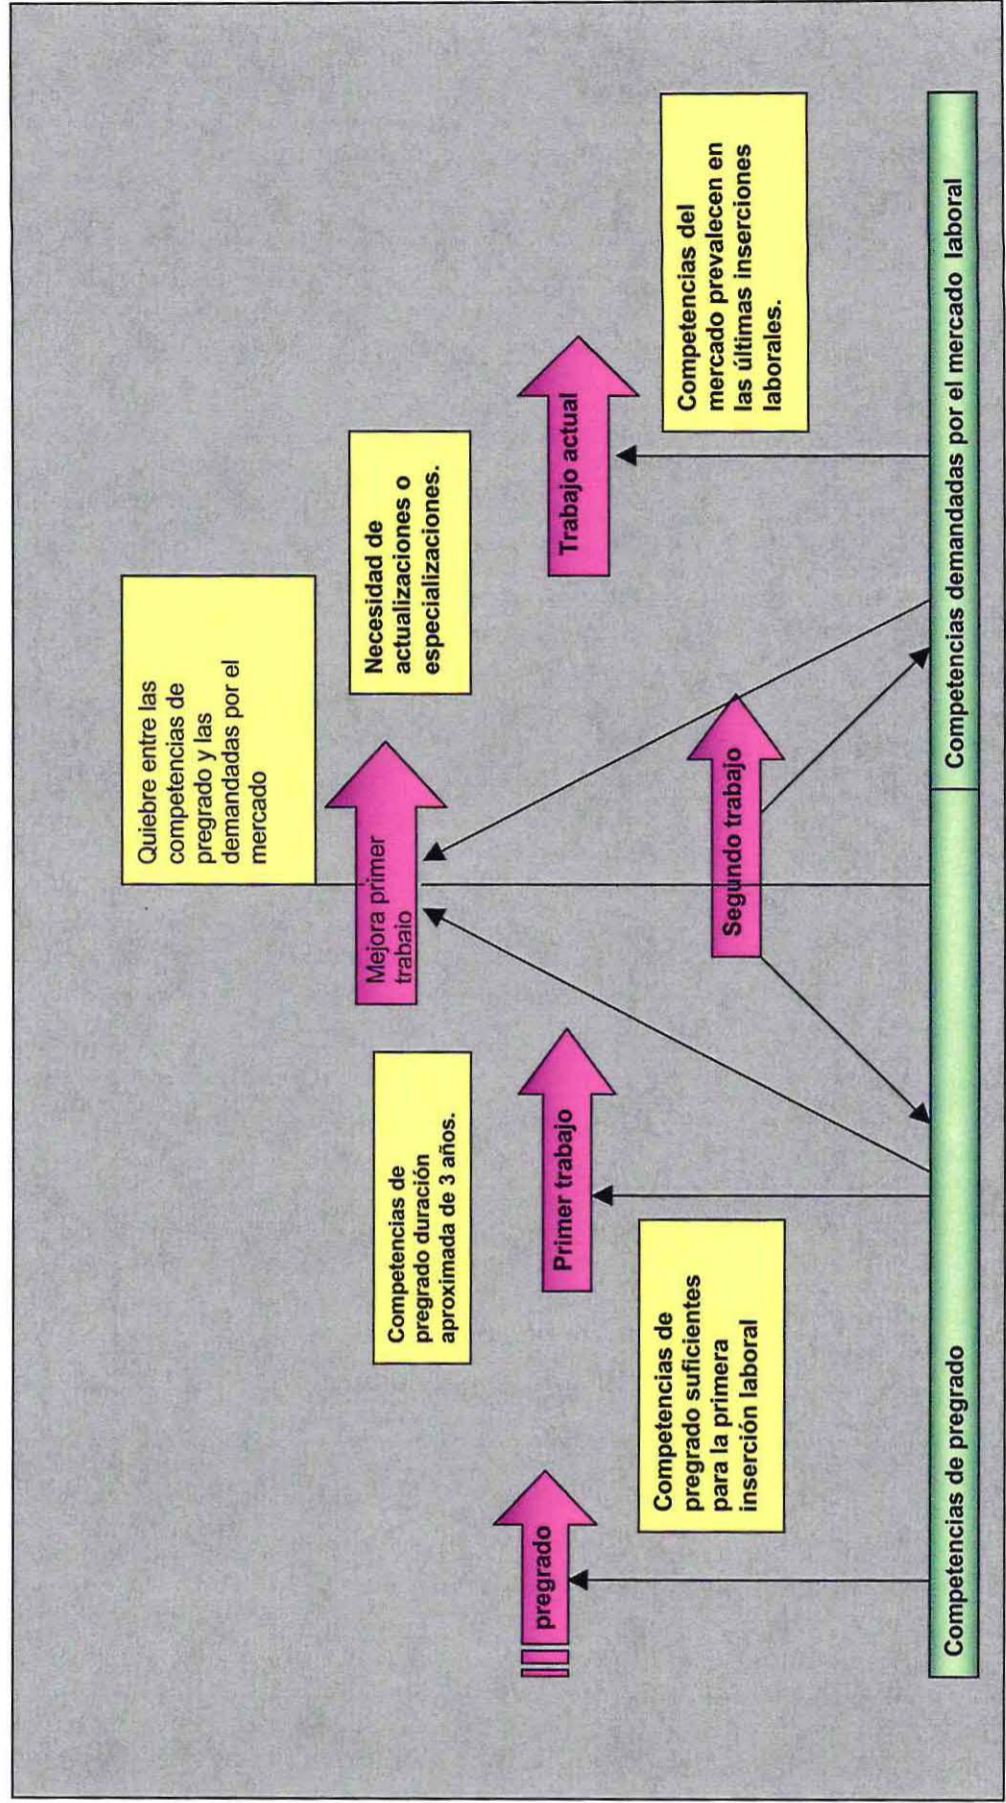 Quiebre entre las
competencias de
pregrado y las
demandadas por el
mercado
Competencias de
pregrado duración
aproximada de 3 años.
Mejora primer
trabaio
Necesidad de
actualizaciones o
especializaciones.
pregrado
Primer trabajo
Trabajo actual
Competencias de
pregrado suficientes
para la primera
inserción laboral
Segundo trabajo
Competencias del
mercado prevalecen en
las últimas inserciones
laborales.
Competencias de pregrado
Competencias demandadas por el mercado laboral